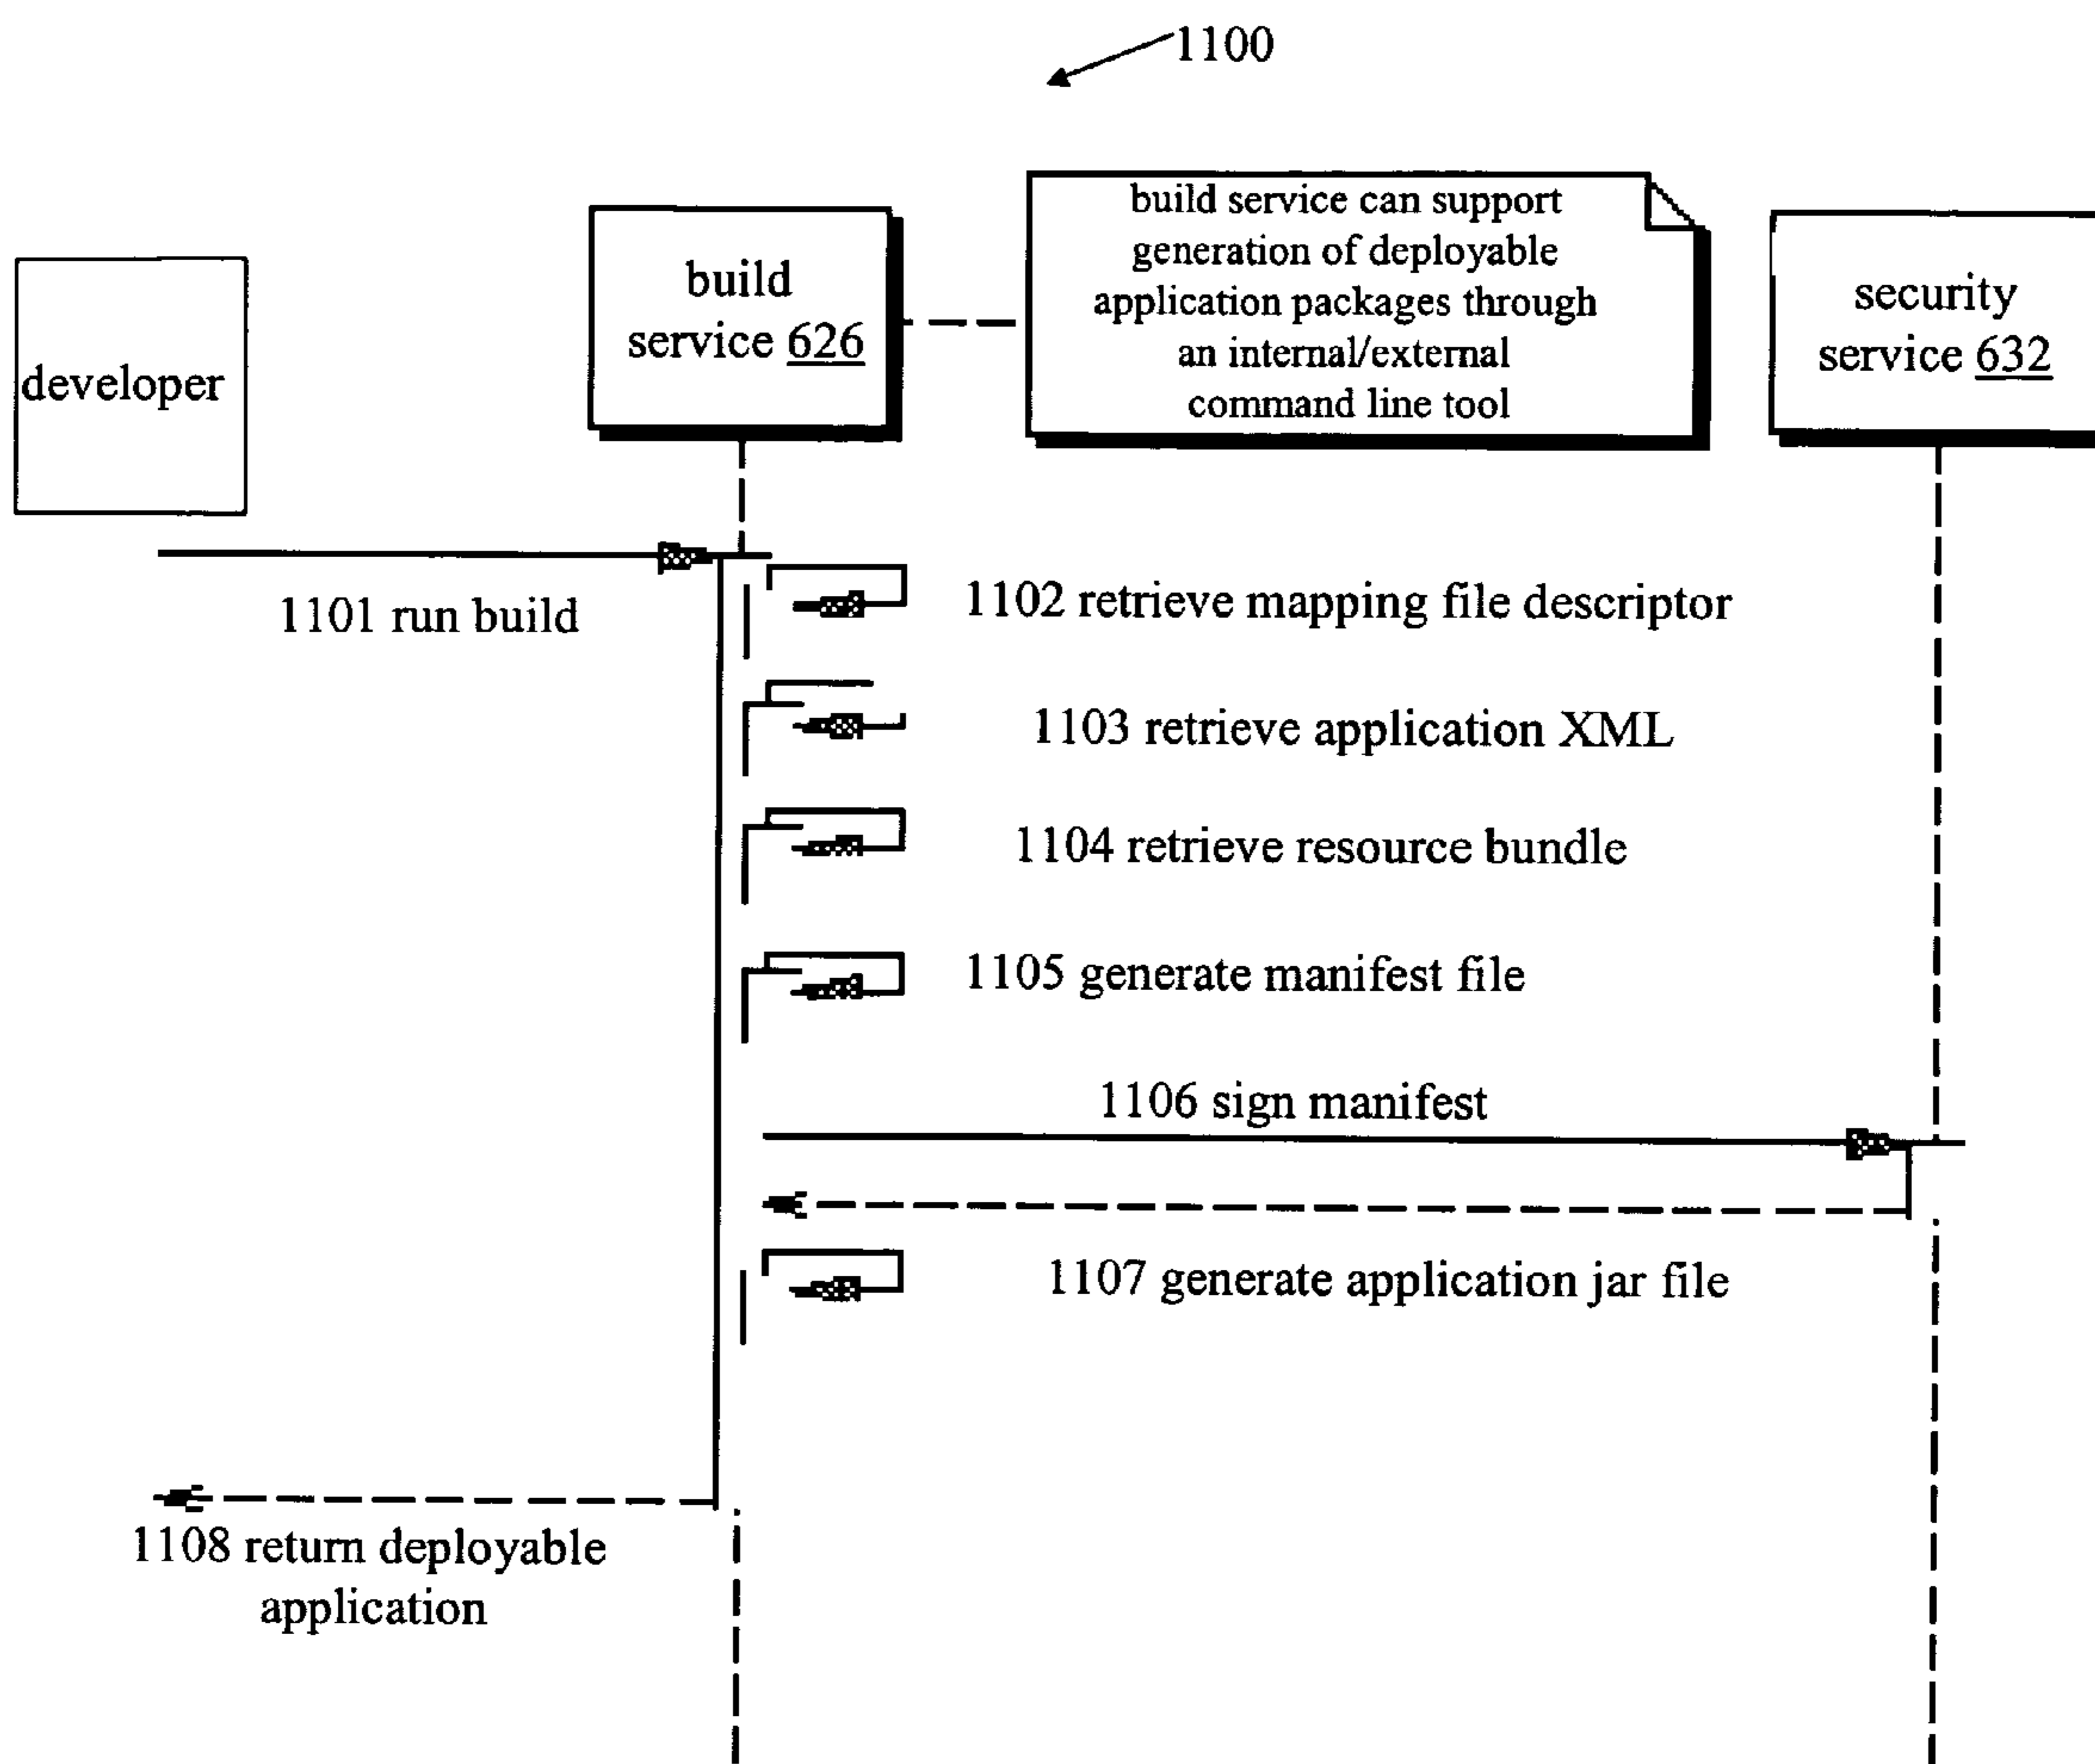 1100
developer
build
service 626
build service can support
generation of deployable
application packages through
an internal/external
command line tool
security
service 632
1101 run build
1102 retrieve mapping file descriptor
1103 retrieve application XML
1104 retrieve resource bundle
1105 generate manifest file
1106 sign manifest
1107 generate application jar file
1108 return deployable
application